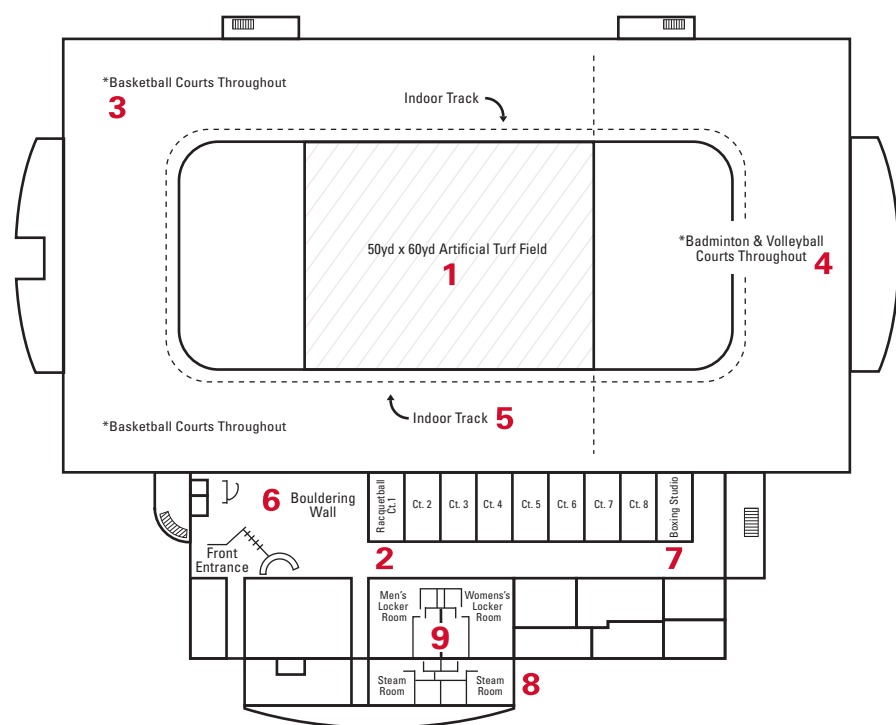 *Basketball Courts Throughout
3
Indoor Track
50yd x 60yd Artificial Turf Field
1
*Badminton & Volleyball
Courts Throughout
4
Indoor Track
5
*Basketball Courts Throughout
6
Bouldering
Wall
Racquetball
Ct. 1
Ct. 2
Ct. 3
Ct. 4
Ct. 5
Ct. 6
Ct. 7
Ct. 8
Boxing Studio
Front
Entrance
2
7
Men's
Locker
Room
Womens's
Locker
Room
9
Steam
Room
Steam
Room
8